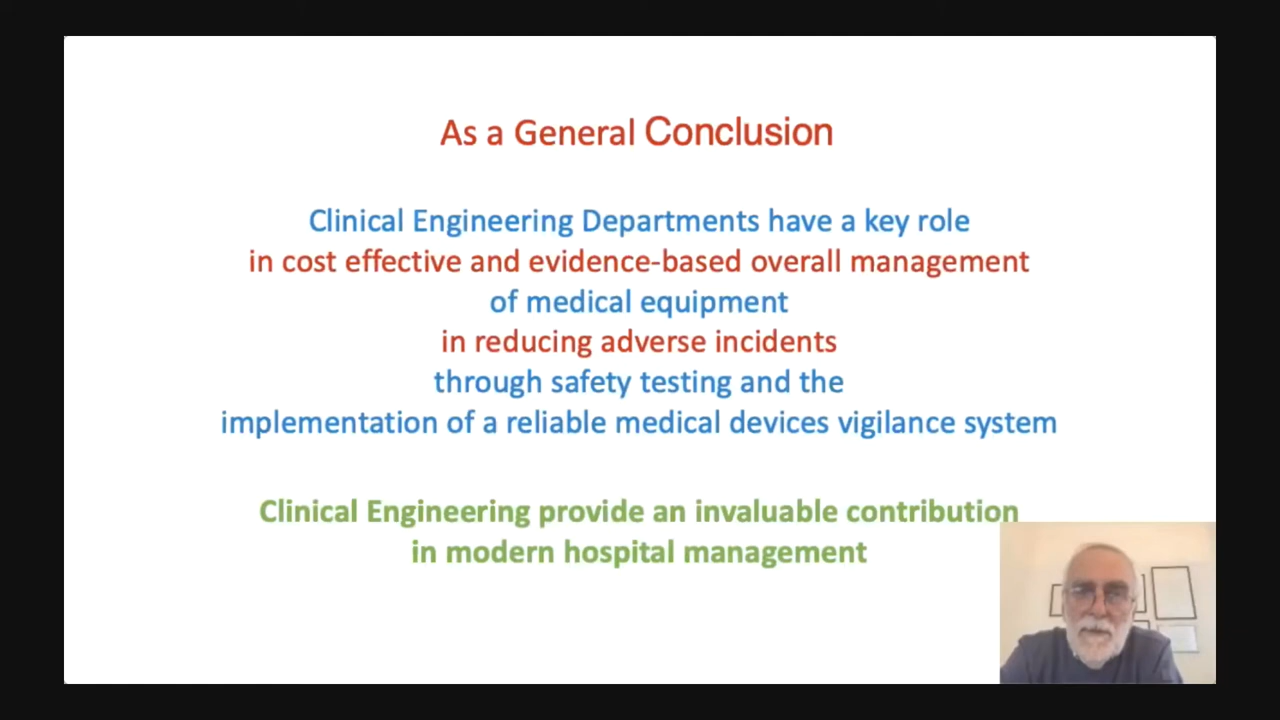 As a General Conclusion
Clinical Engineering Departments have a key role
in cost effective and evidence-based overall management
of medical equipment
in reducing adverse incidents
through safety testing and the
implementation of a reliable medical devices vigilance system
Clinical Engineering provide an invaluable contribution
in modern hospital management